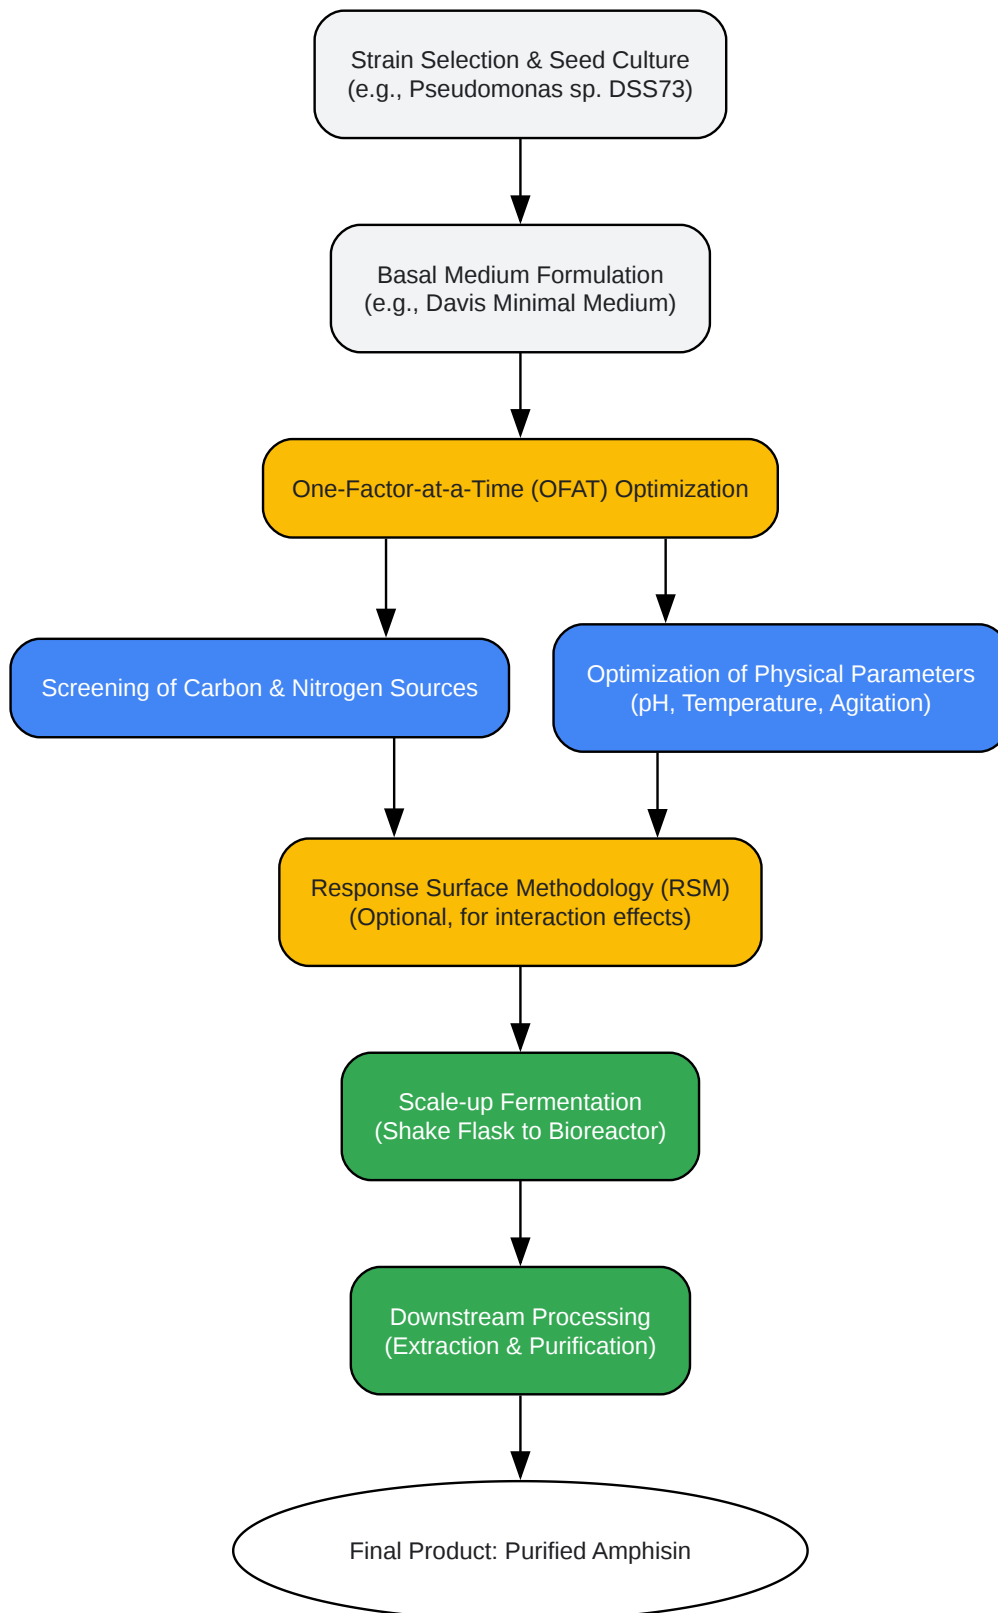 Strain Selection & Seed Culture
(e.g., Pseudomonas sp. DSS73)
Basal Medium Formulation
(e.g., Davis Minimal Medium)
One-Factor-at-a-Time (OFAT) Optimization
Screening of Carbon & Nitrogen Sources
Optimization of Physical Parameters
(pH, Temperature, Agitation)
Response Surface Methodology (RSM)
(Optional, for interaction effects)
Scale-up Fermentation
(Shake Flask to Bioreactor)
Downstream Processing
(Extraction & Purification)
Final Product: Purified Amphisin